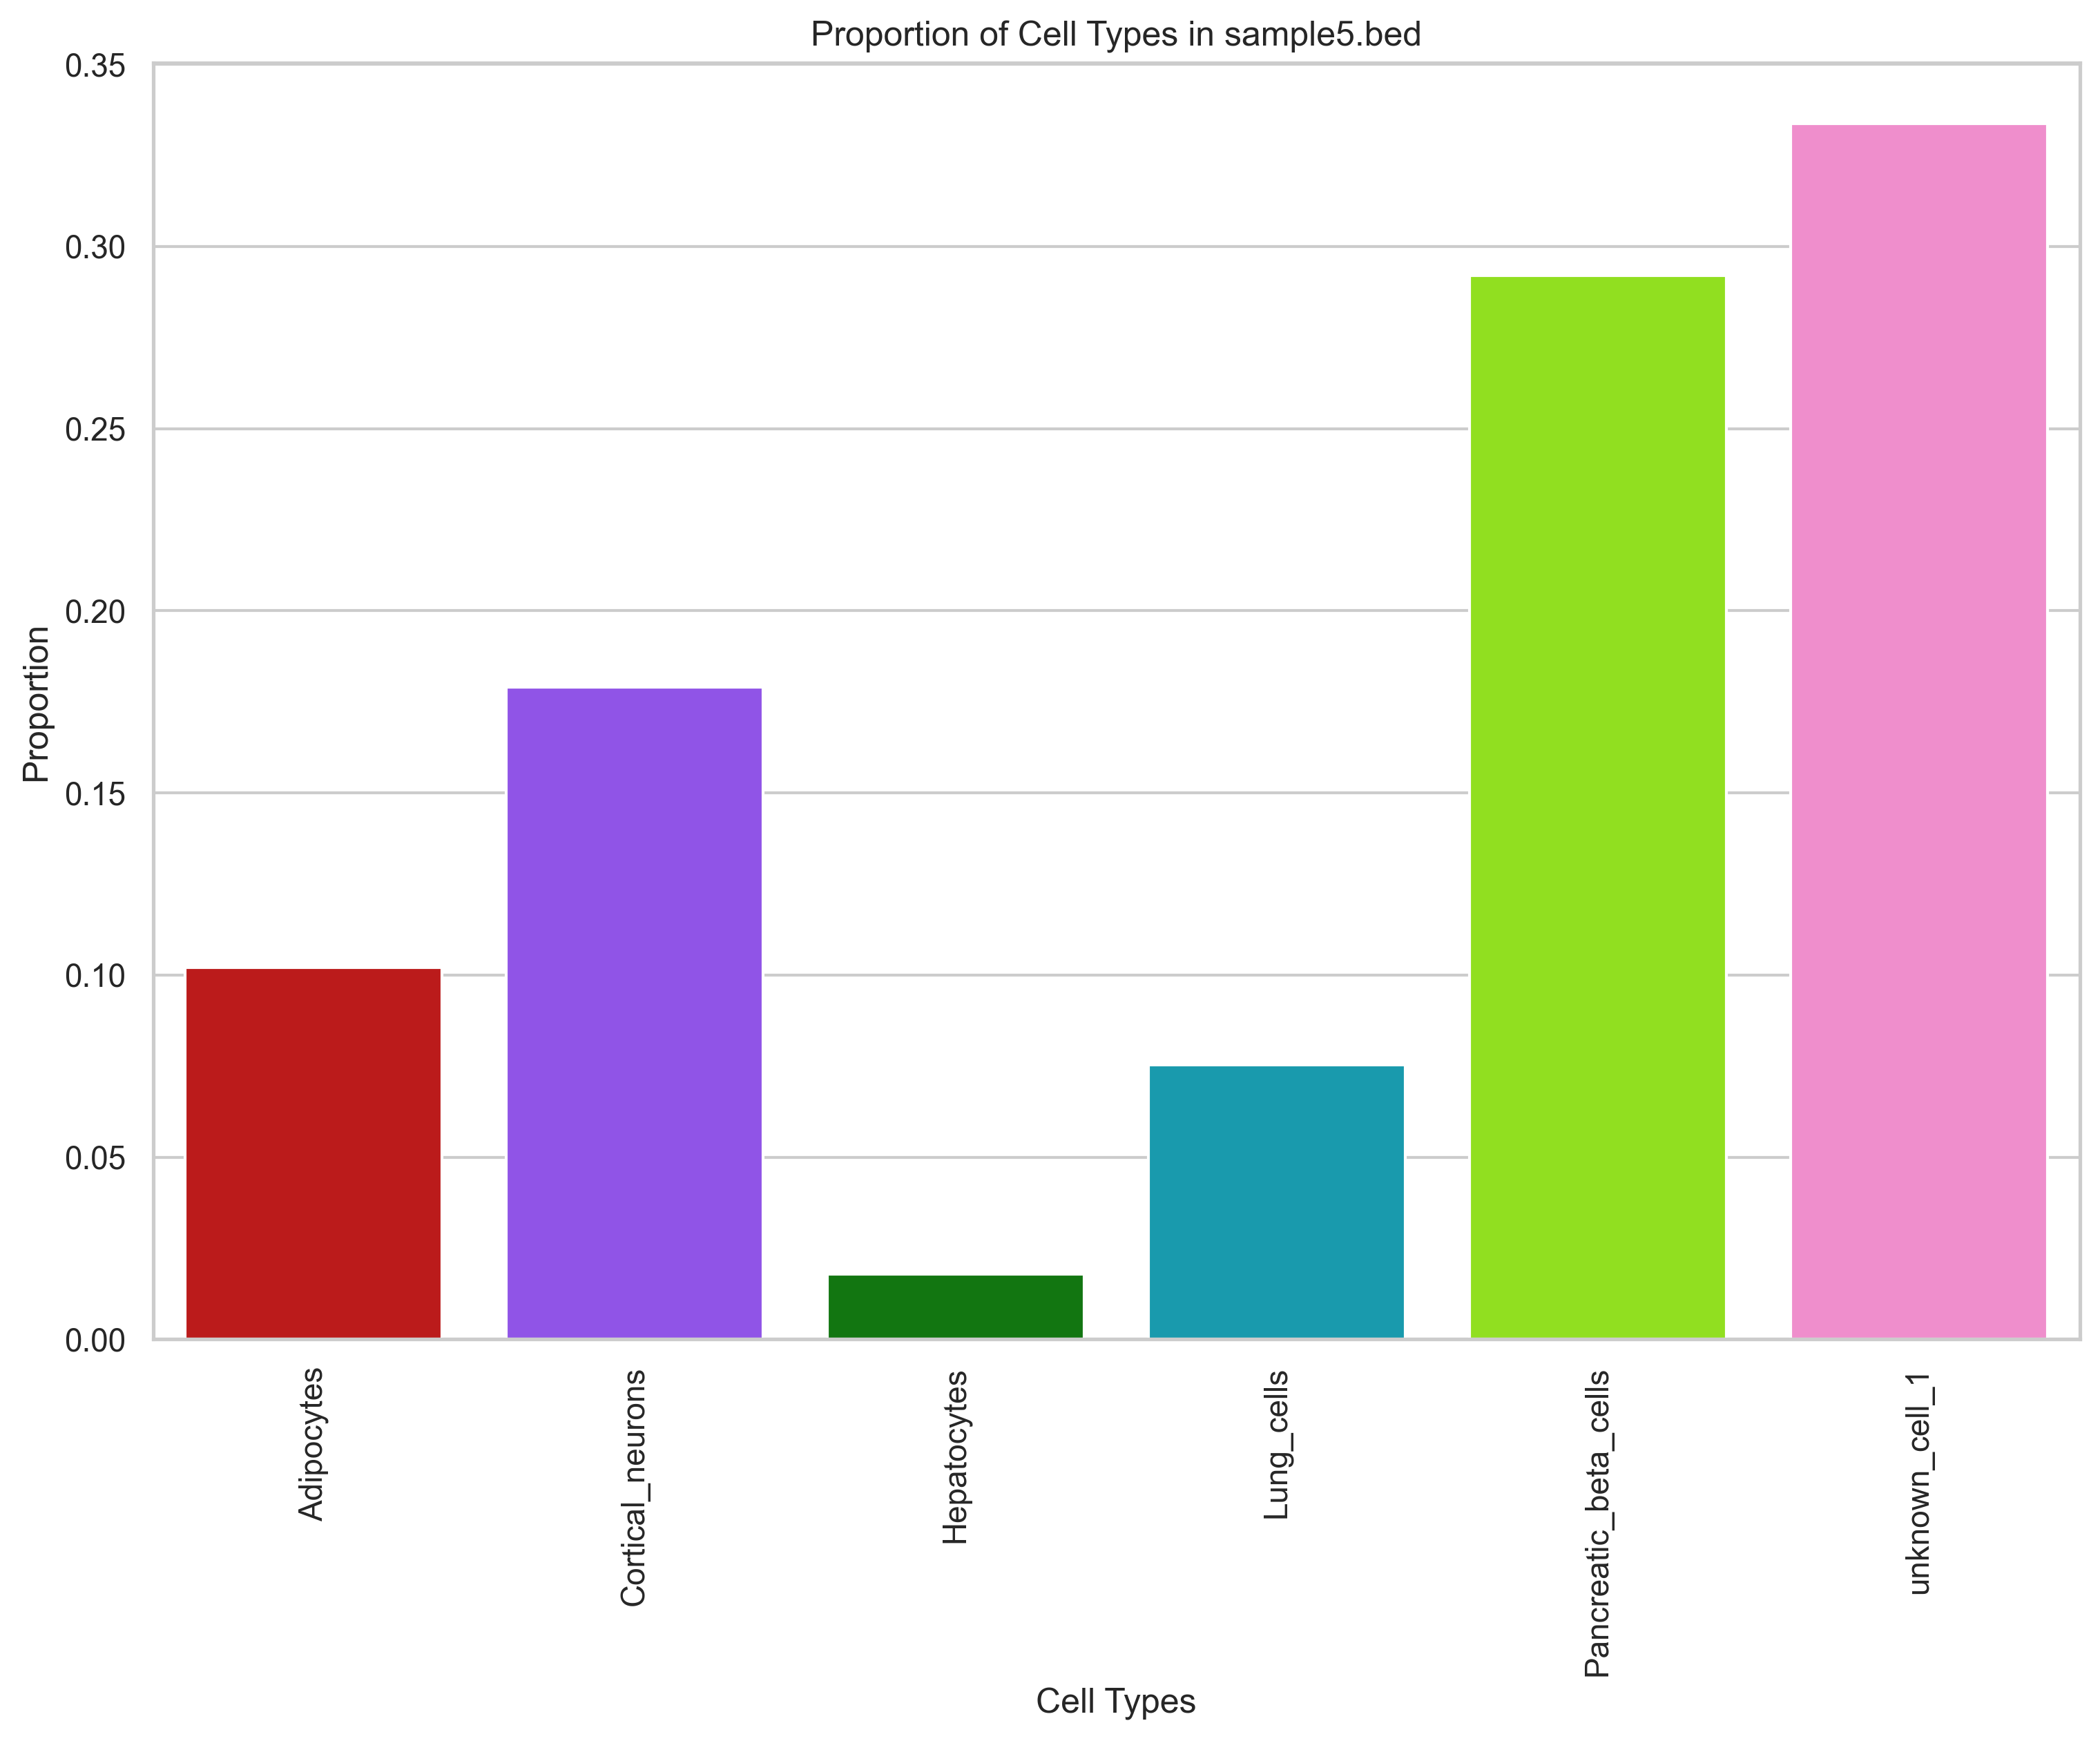 Proportion of Cell Types in sample5.bed
0.35
0.30
0.25
0.20
0.15
0.10
0.05
0.00
Proportion
Adipocytes
Cortical_neurons
Hepatocytes
Lung_cells
Pancreatic_beta_cells
unknown_cell_1
Cell Types